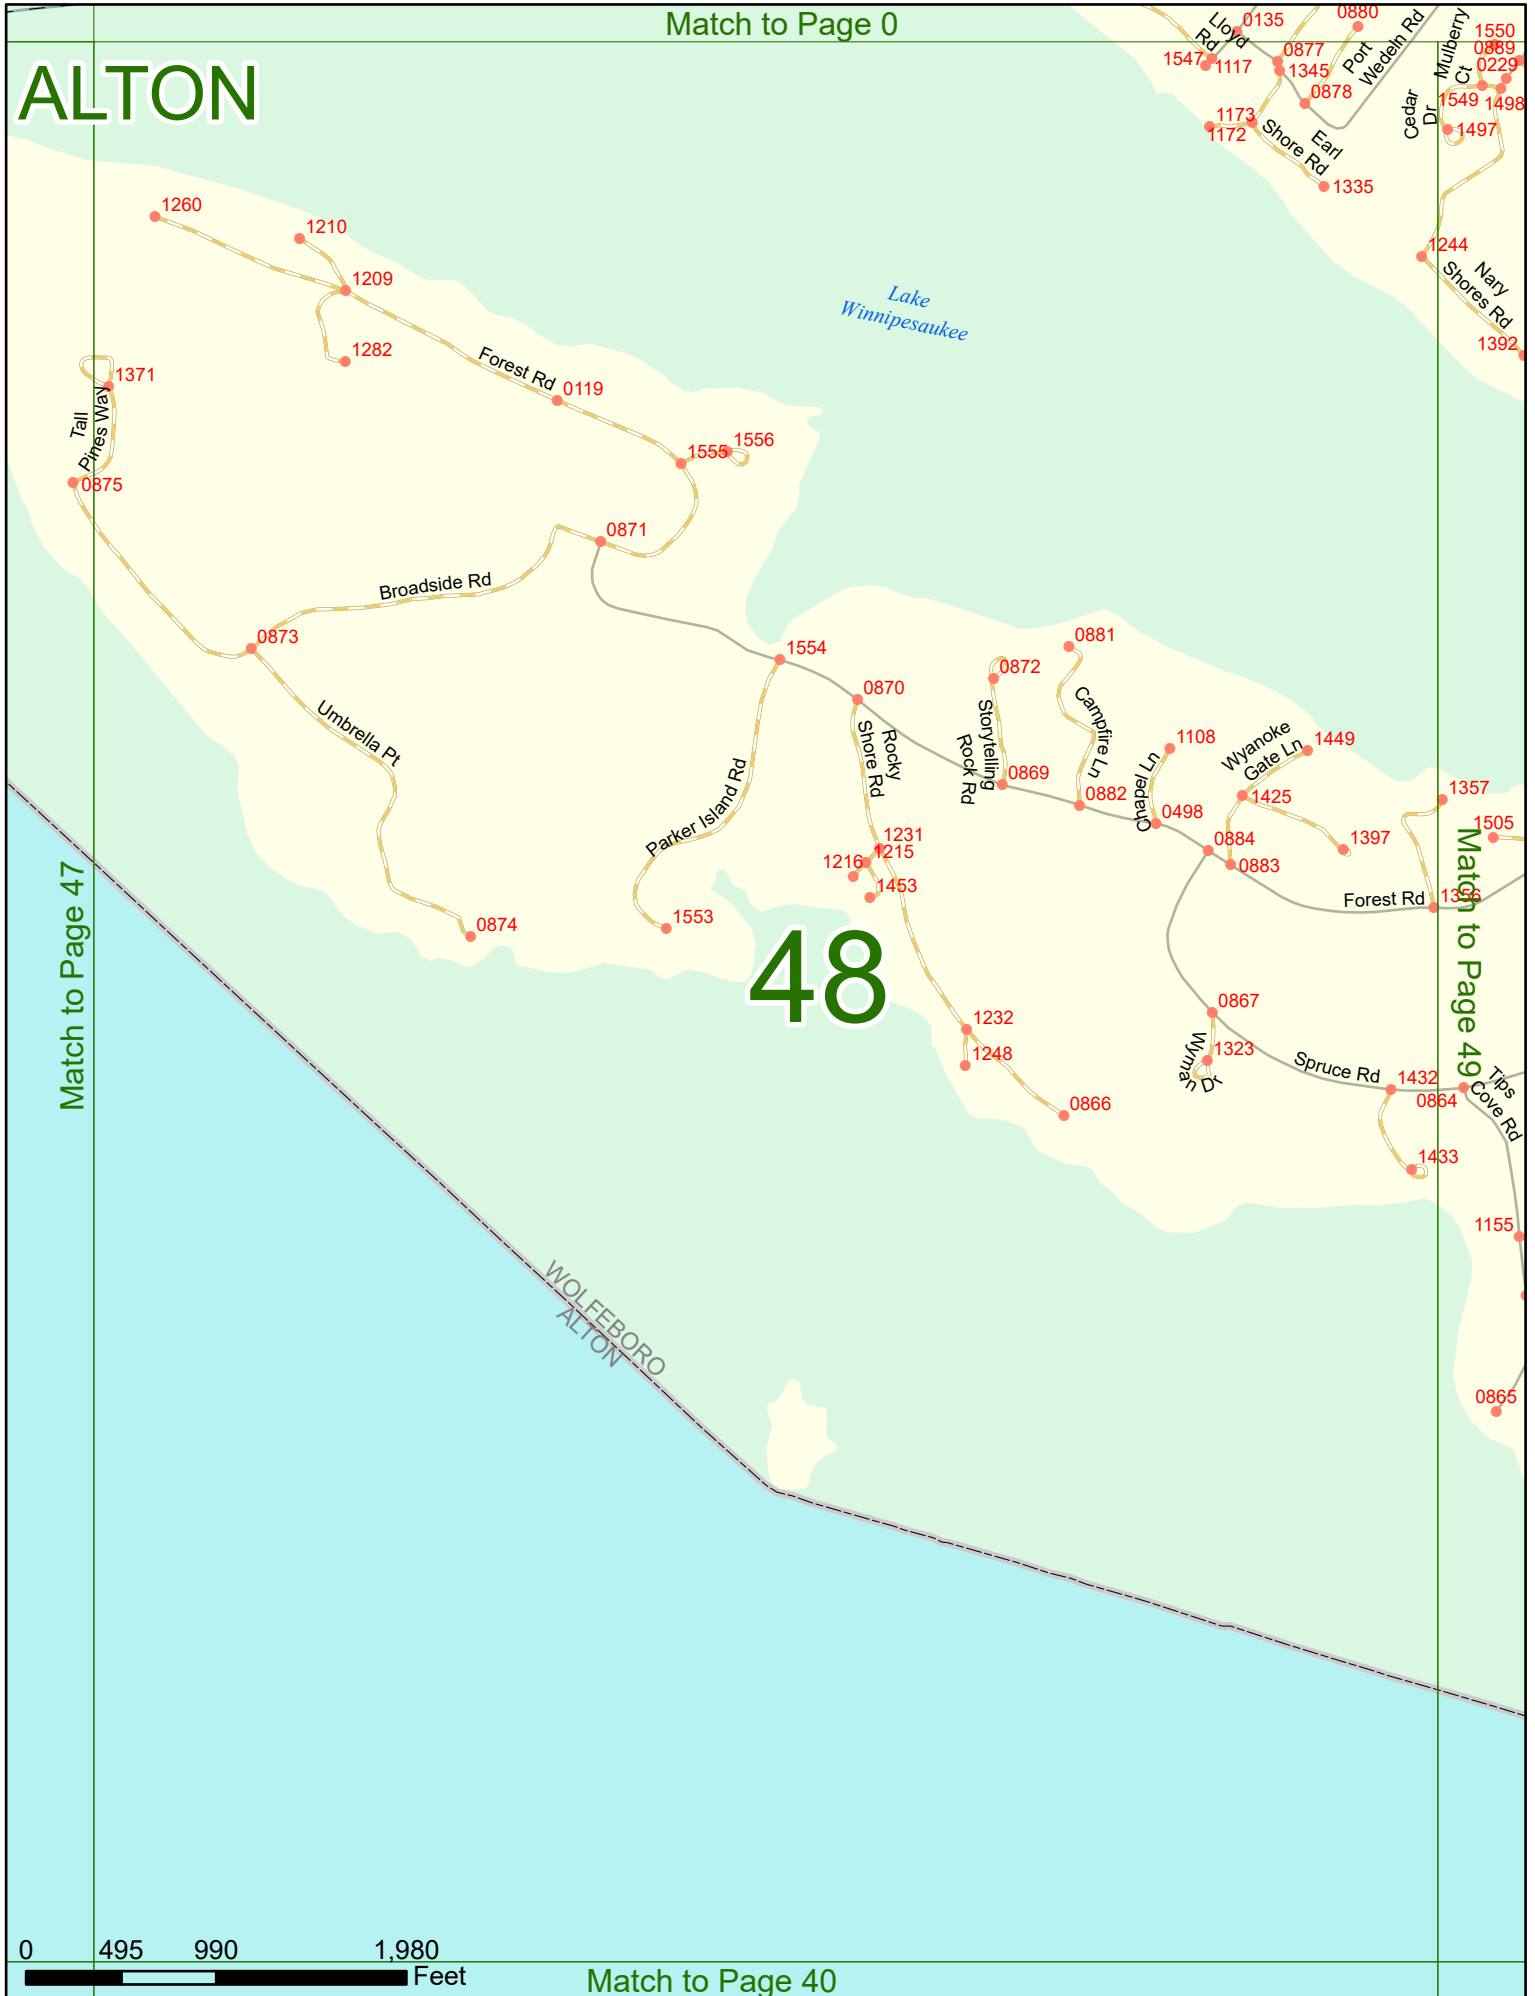 Match to Page 0
ALTON
0135
0880
Lloyd
Rd
1547
1117
0877
1345
0878
Port
Wedeln Rd
Mulberry
Ct
1550
0889
0229
1549
1498
Cedar
Dr
1497
1173
1172
Earl
Shore Rd
1335
1244
Nary
Shores Rd
1392
1260
1210
1209
1282
Lake
Winnipesaukee
Forest Rd
0119
1371
Tall
Pines Way
0875
1555
1556
0871
Broadside Rd
0873
1554
0881
0872
0870
Umbrella Pt
Rocky
Shore Rd
Storytelling
Rock Rd
Campfire Ln
1108
Wyanoke
Gate Ln
1449
0869
0882
Chapel Ln
0498
1425
1357
1505
Parker Island Rd
1231
1215
1216
1453
0884
0883
1397
Forest Rd
1356
Match to Page 47
Match to Page 49
0874
1553
48
0867
1232
1248
1323
Wyman Dr
Spruce Rd
1432
0864
Tips
Cove Rd
0866
1433
1155
WOLFEBORO
ALTON
0865
0 495 990 1,980
Feet
Match to Page 40